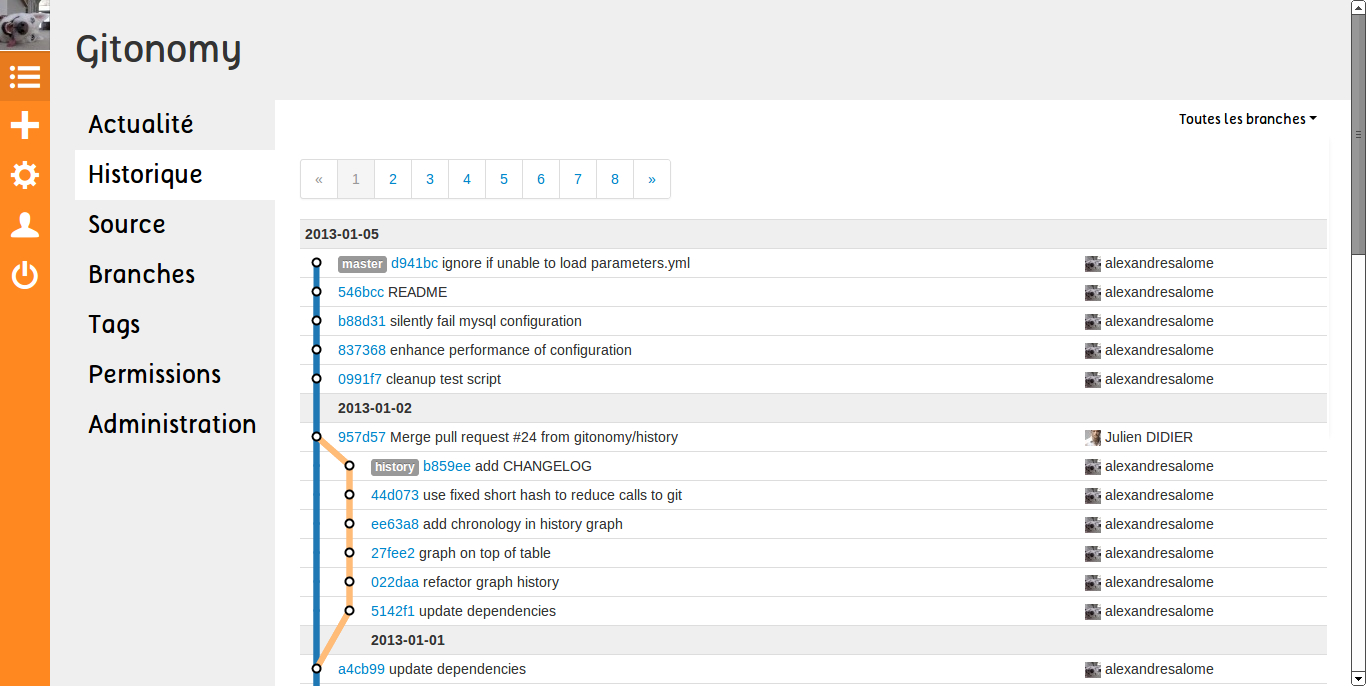 Gitonomy
Actualité
Historique
Source
Branches
Tags
Permissions
Administration
Toutes les branches
« 1 2 3 4 5 6 7 8 »
2013-01-05
master d941bc ignore if unable to load parameters.yml alexandresalome
546bcc README alexandresalome
b88d31 silently fail mysql configuration alexandresalome
837368 enhance performance of configuration alexandresalome
0991f7 cleanup test script alexandresalome
2013-01-02
957d57 Merge pull request #24 from gitonomy/history Julien DIDIER
history b859ee add CHANGELOG alexandresalome
44d073 use fixed short hash to reduce calls to git alexandresalome
ee63a8 add chronology in history graph alexandresalome
27fee2 graph on top of table alexandresalome
022daa refactor graph history alexandresalome
5142f1 update dependencies alexandresalome
2013-01-01
a4cb99 update dependencies alexandresalome